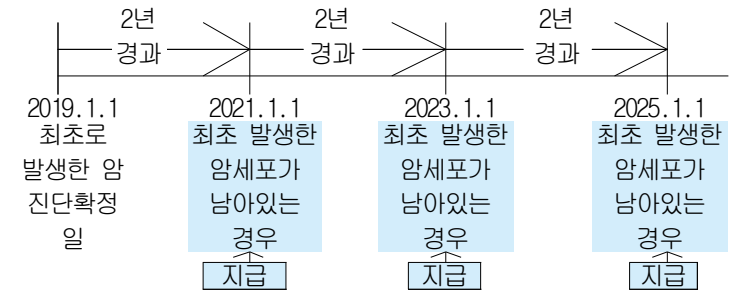 2년 2년 2년
경과 경과 경과
2019.1.1 2021.1.1 2023.1.1 2025.1.1
최초로 최초 발생한 최초 발생한 최초 발생한
발생한 암 암세포가 암세포가 암세포가
진단확정 남아있는 남아있는 남아있는
일 경우 경우 경우
지급 지급 지급